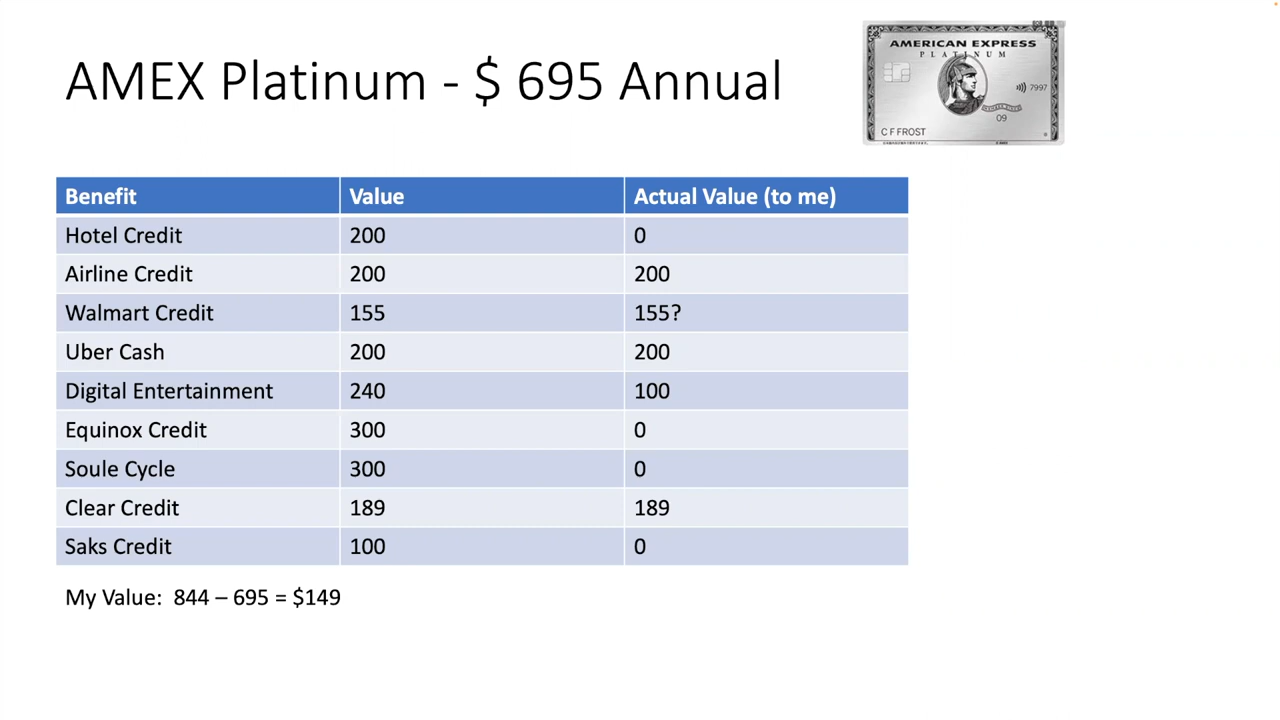 AMEX Platinum - $ 695 Annual
AMERICAN EXPRESS
PLATINUM
7997
09
C F FROST
Benefit Value Actual Value (to me)
Hotel Credit 200 0
Airline Credit 200 200
Walmart Credit 155 155?
Uber Cash 200 200
Digital Entertainment 240 100
Equinox Credit 300 0
Soule Cycle 300 0
Clear Credit 189 189
Saks Credit 100 0
My Value: 844 – 695 = $149